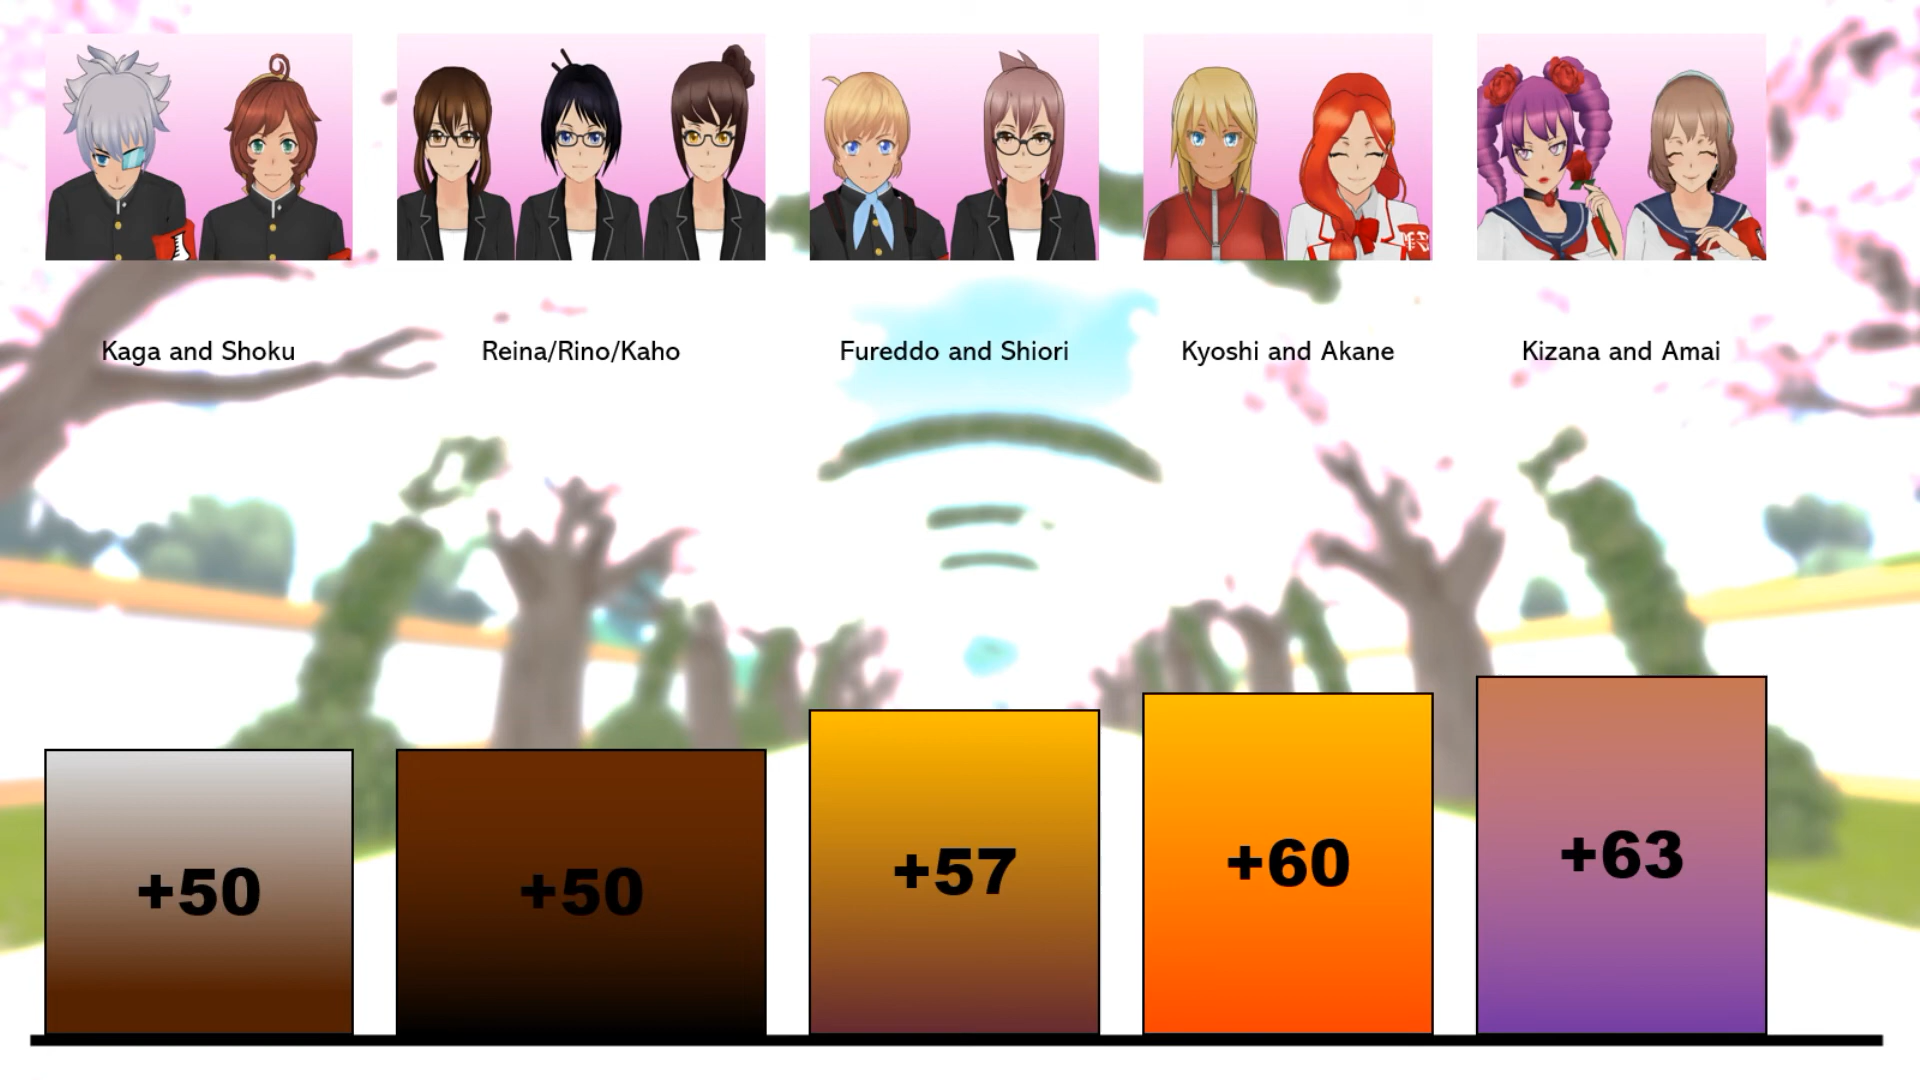 Kaga and Shoku
Reina/Rino/Kaho
Fureddo and Shiori
Kyoshi and Akane
Kizana and Amai
+50
+50
+57
+60
+63